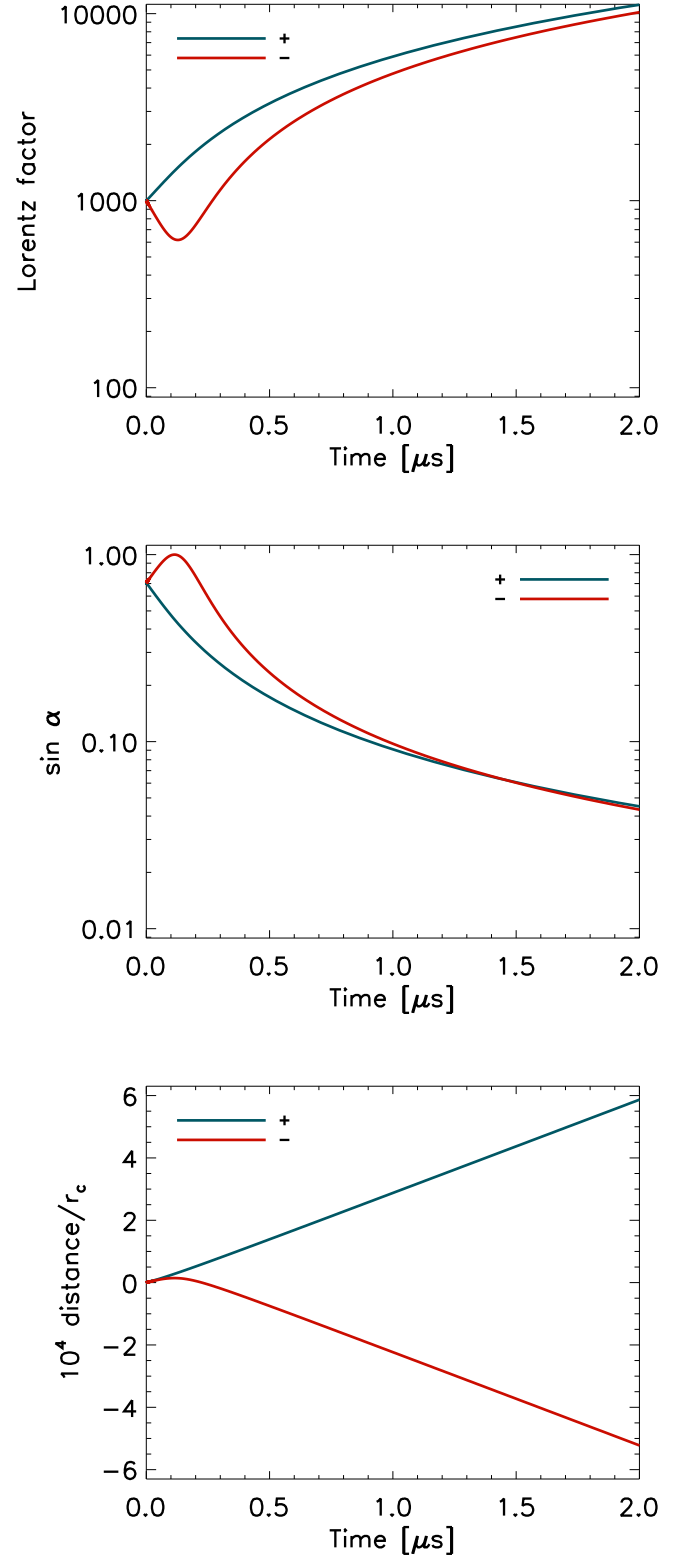 10000
+
−
1000
Lorentz factor
100
0.0 0.5 1.0 1.5 2.0
Time [μs]
1.00
+
−
0.10
sin α
0.01
0.0 0.5 1.0 1.5 2.0
Time [μs]
6
+
−
4
2
0
10⁴ distance/r_c
−2
−4
−6
0.0 0.5 1.0 1.5 2.0
Time [μs]